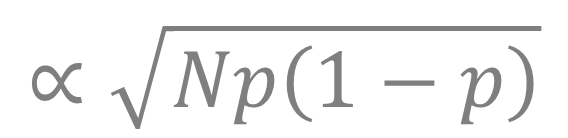 ∝ √Np(1 − p)